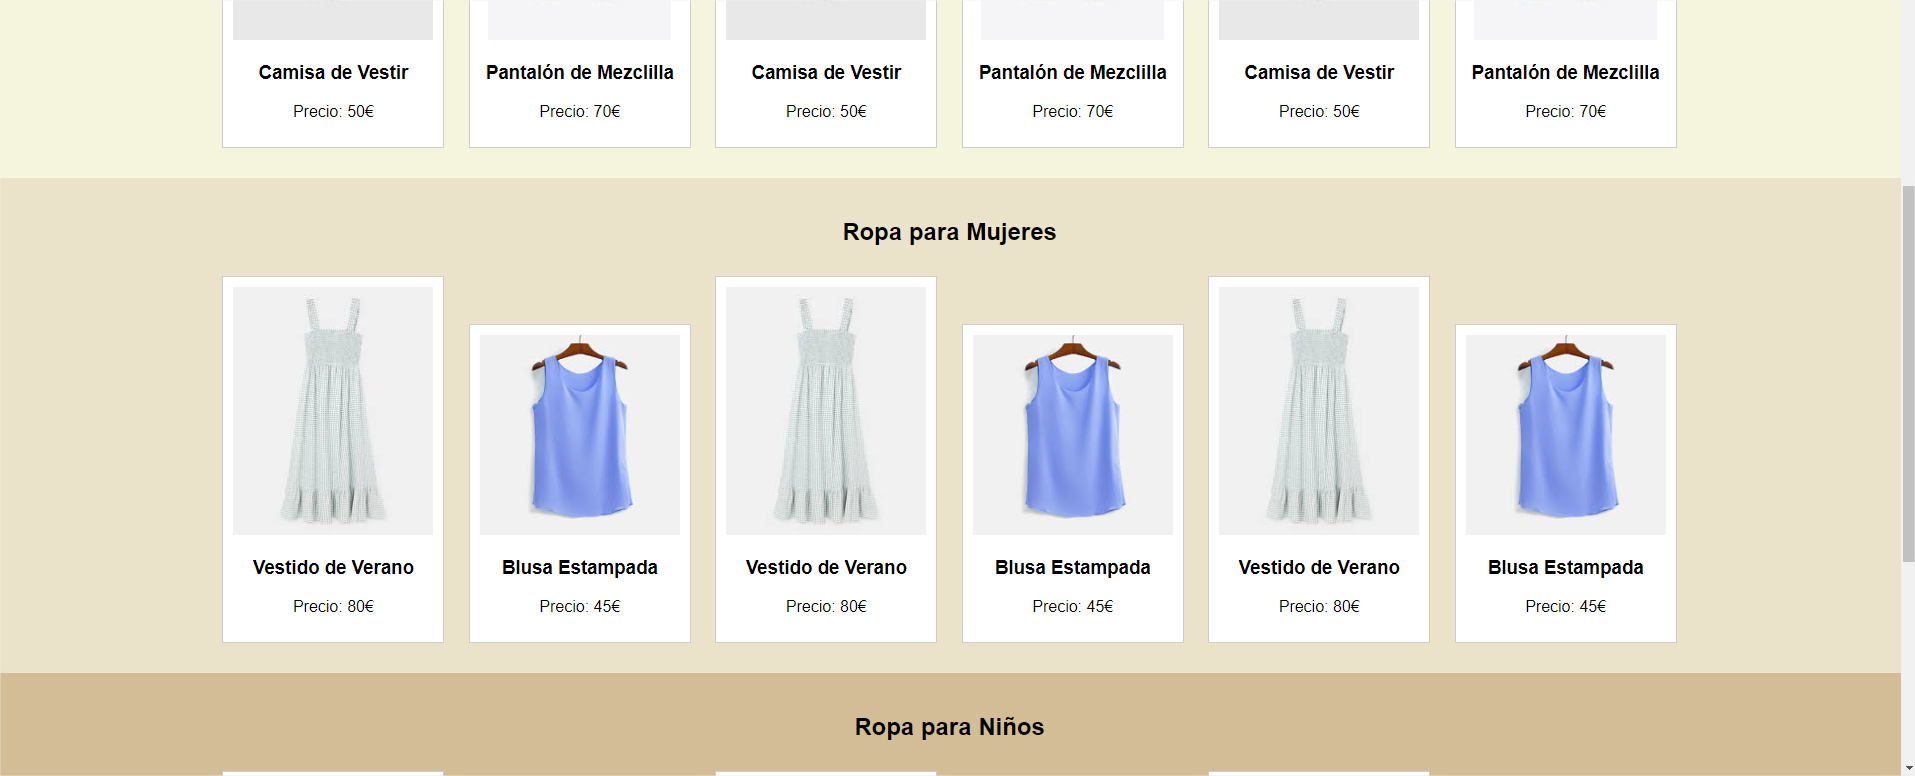 Camisa de Vestir Pantalón de Mezclilla Camisa de Vestir Pantalón de Mezclilla Camisa de Vestir Pantalón de Mezclilla
Precio: 50€ Precio: 70€ Precio: 50€ Precio: 70€ Precio: 50€ Precio: 70€
Ropa para Mujeres
Vestido de Verano Blusa Estampada Vestido de Verano Blusa Estampada Vestido de Verano Blusa Estampada
Precio: 80€ Precio: 45€ Precio: 80€ Precio: 45€ Precio: 80€ Precio: 45€
Ropa para Niños